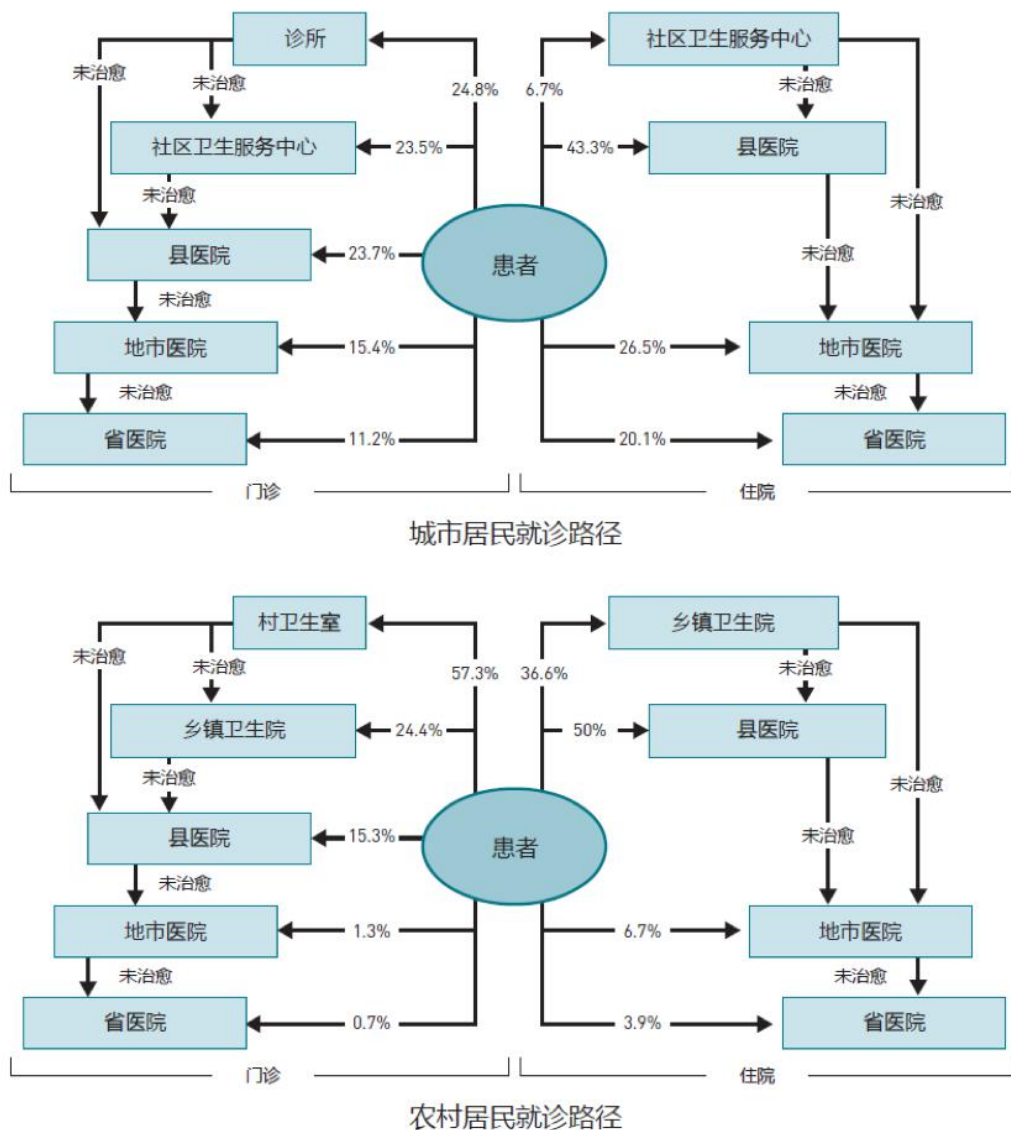 诊所
社区卫生服务中心
未治愈
未治愈
24.8%
6.7%
未治愈
社区卫生服务中心
23.5%
43.3%
县医院
未治愈
未治愈
县医院
23.7%
患者
未治愈
未治愈
地市医院
15.4%
26.5%
地市医院
未治愈
未治愈
省医院
11.2%
20.1%
省医院
门诊
住院
城市居民就诊路径
村卫生室
乡镇卫生院
未治愈
未治愈
57.3%
36.6%
未治愈
乡镇卫生院
24.4%
50%
县医院
未治愈
未治愈
县医院
15.3%
患者
未治愈
未治愈
地市医院
1.3%
6.7%
地市医院
未治愈
未治愈
省医院
0.7%
3.9%
省医院
门诊
住院
农村居民就诊路径